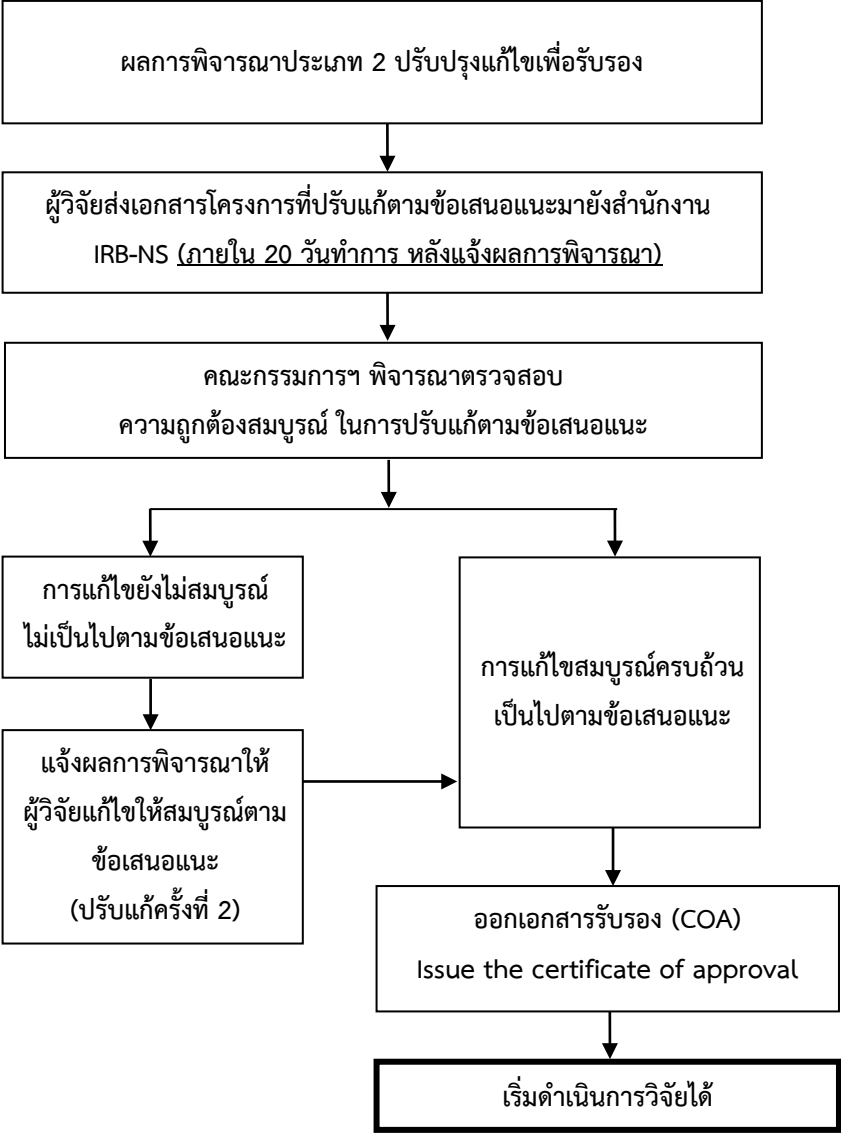 ผลการพิจารณาประเภท 2 ปรับปรุงแก้ไขเพื่อรับรอง
ผู้วิจัยส่งเอกสารโครงการที่ปรับแก้ตามข้อเสนอแนะมายังสำนักงาน
IRB-NS (ภายใน 20 วันทำการ หลังแจ้งผลการพิจารณา)
คณะกรรมการฯ พิจารณาตรวจสอบ
ความถูกต้องสมบูรณ์ ในการปรับแก้ตามข้อเสนอแนะ
การแก้ไขยังไม่สมบูรณ์
ไม่เป็นไปตามข้อเสนอแนะ
การแก้ไขสมบูรณ์ครบถ้วน
เป็นไปตามข้อเสนอแนะ
แจ้งผลการพิจารณาให้
ผู้วิจัยแก้ไขให้สมบูรณ์ตาม
ข้อเสนอแนะ
(ปรับแก้ครั้งที่ 2)
ออกเอกสารรับรอง (COA)
Issue the certificate of approval
เริ่มดำเนินการวิจัยได้